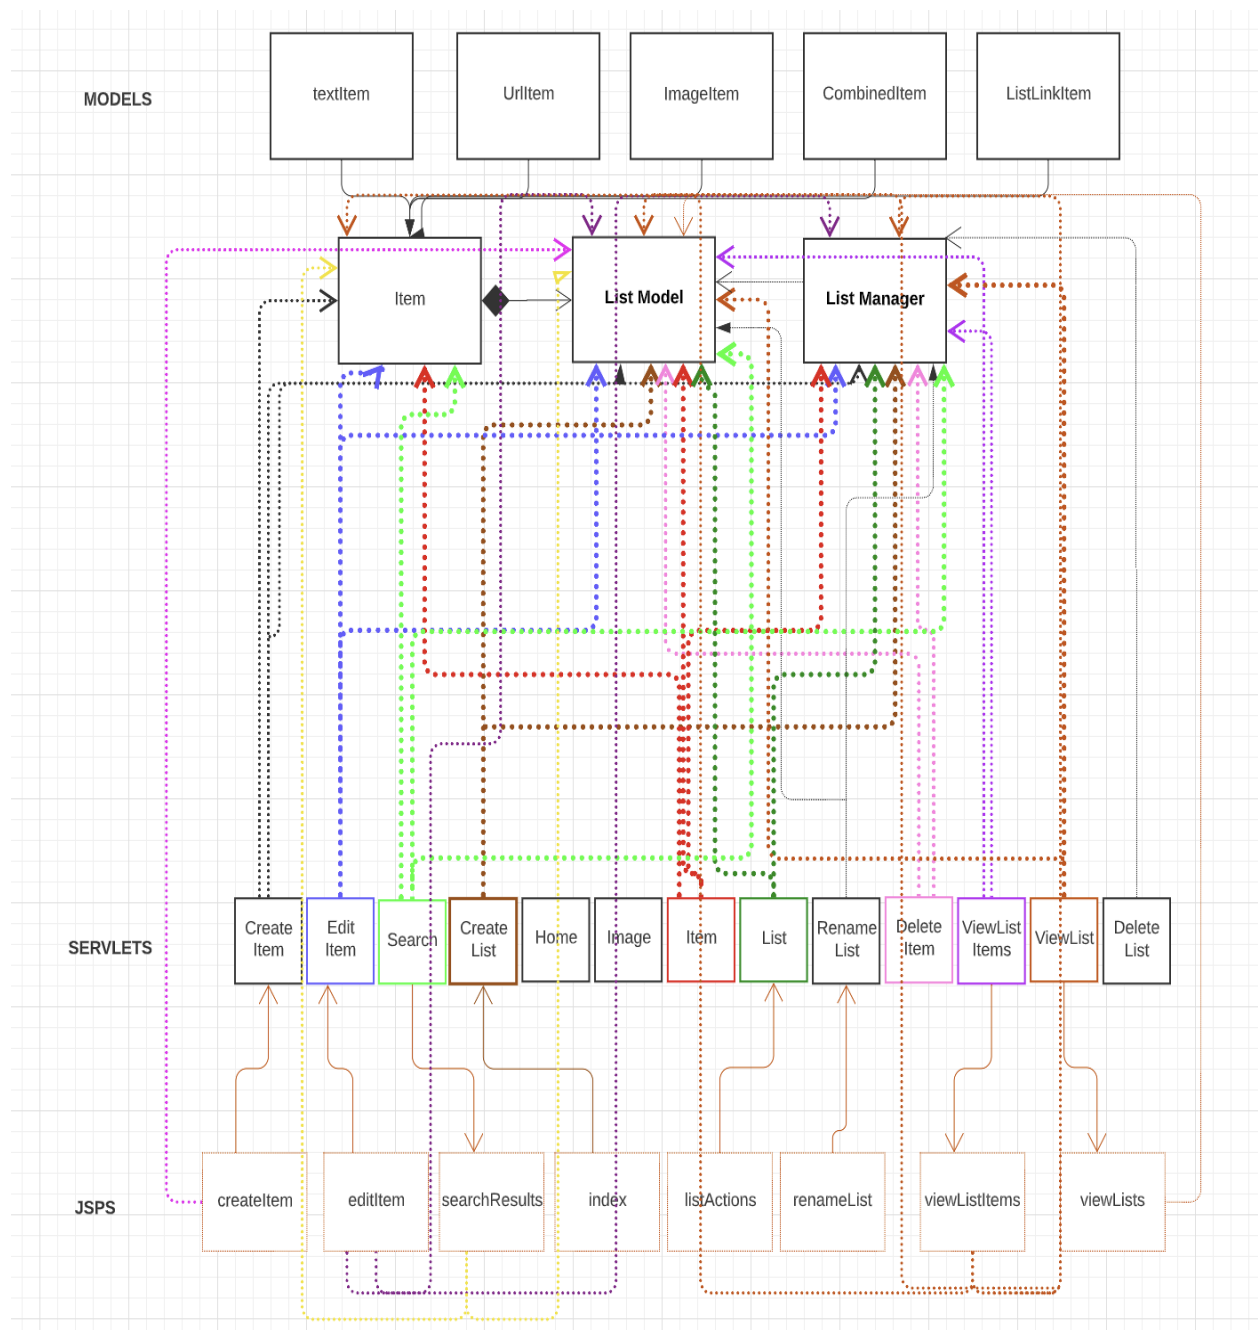 MODELS
textItem
UrlItem
ImageItem
CombinedItem
ListLinkItem
Item
List Model
List Manager
SERVLETS
Create
Item
Edit
Item
Search
Create
List
Home
Image
Item
List
Rename
List
Delete
Item
ViewList
Items
ViewList
Delete
List
JSPS
createItem
editItem
searchResults
index
listActions
renameList
viewListItems
viewLists